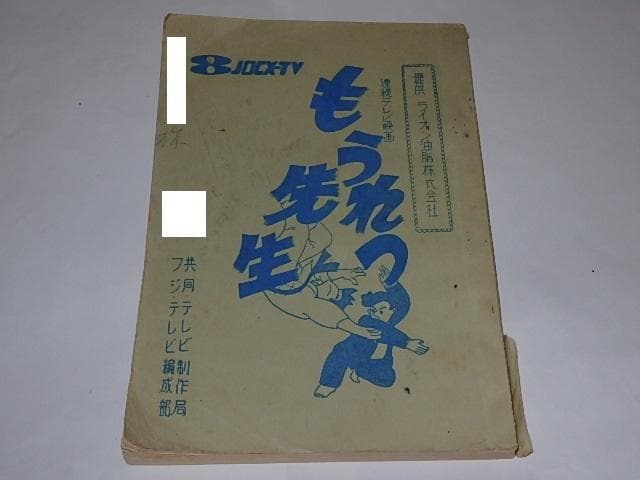 8 JOCX-TV
提供 ライオン油脂株式会社
連続テレビ映画
もうれつ
先生
株
共同テレビ制作局
フジ・テレビ編成部